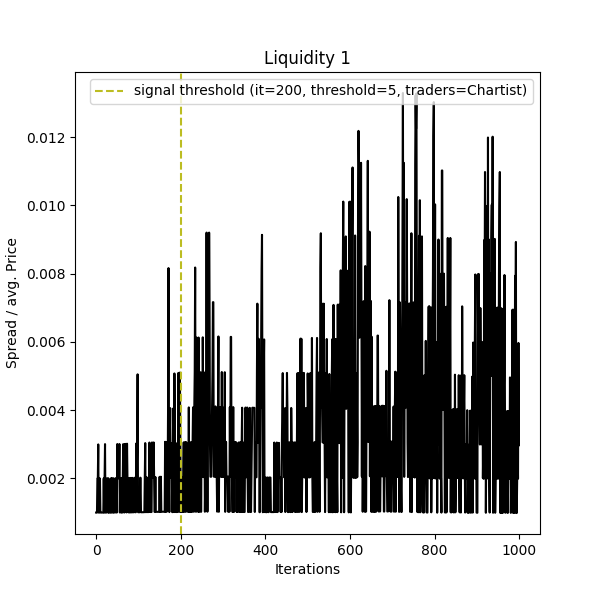 Liquidity 1
signal threshold (it=200, threshold=5, traders=Chartist)
Spread / avg. Price
0.012
0.010
0.008
0.006
0.004
0.002
0 200 400 600 800 1000
Iterations